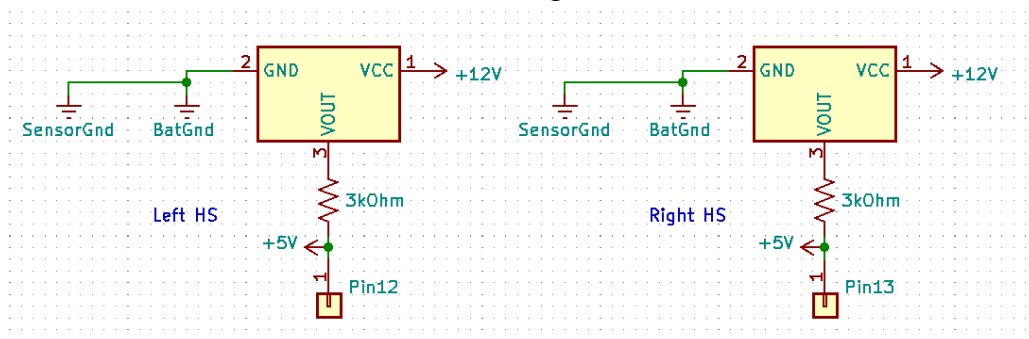 2
GND
VCC
1
+12V
VOUT
3
SensorGnd
BatGnd
3kOhm
Left HS
+5V
1
Pin12
2
GND
VCC
1
+12V
VOUT
3
SensorGnd
BatGnd
3kOhm
Right HS
+5V
1
Pin13